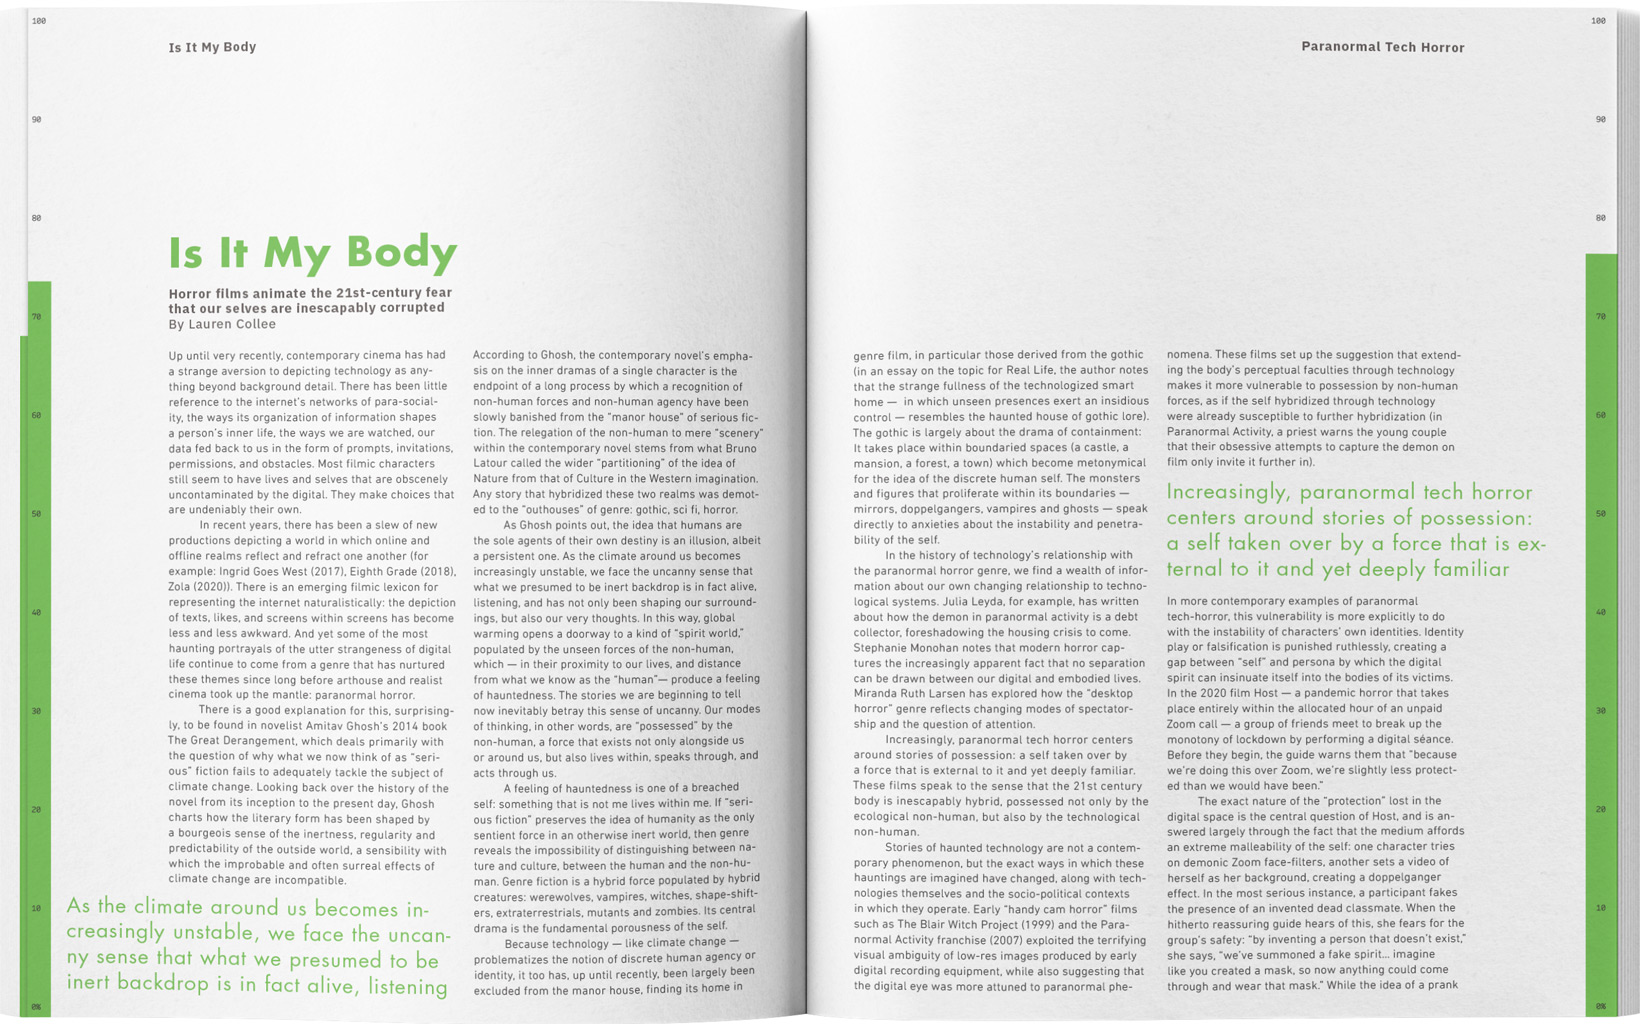 100
90
80
70
60
50
40
30
20
10
0%
Is It My Body
Is It My Body
Horror films animate the 21st-century fear
that our selves are inescapably corrupted
By Lauren Collee
Up until very recently, contemporary cinema has had
a strange aversion to depicting technology as any-
thing beyond background detail. There has been little
reference to the internet's networks of para-social-
ity, the ways its organization of information shapes
a person's inner life, the ways we are watched, our
data fed back to us in the form of prompts, invitations,
permissions, and obstacles. Most filmic characters
still seem to have lives and selves that are obscenely
uncontaminated by the digital. They make choices that
are undeniably their own.
In recent years, there has been a slew of new
productions depicting a world in which online and
offline realms reflect and refract one another (for
example: Ingrid Goes West (2017), Eighth Grade (2018),
Zola (2020)). There is an emerging filmic lexicon for
representing the internet naturalistically: the depiction
of texts, likes, and screens within screens has become
less and less awkward. And yet some of the most
haunting portrayals of the utter strangeness of digital
life continue to come from a genre that has nurtured
these themes since long before arthouse and realist
cinema took up the mantle: paranormal horror.
There is a good explanation for this, surprising-
ly, to be found in novelist Amitav Ghosh's 2014 book
The Great Derangement, which deals primarily with
the question of why what we now think of as "seri-
ous" fiction fails to adequately tackle the subject of
climate change. Looking back over the history of the
novel from its inception to the present day, Ghosh
charts how the literary form has been shaped by
a bourgeois sense of the inertness, regularity and
predictability of the outside world, a sensibility with
which the improbable and often surreal effects of
climate change are incompatible.
As the climate around us becomes in-
creasingly unstable, we face the uncan-
ny sense that what we presumed to be
inert backdrop is in fact alive, listening
According to Ghosh, the contemporary novel's empha-
sis on the inner dramas of a single character is the
endpoint of a long process by which a recognition of
non-human forces and non-human agency have been
slowly banished from the "manor house" of serious fic-
tion. The relegation of the non-human to mere "scenery"
within the contemporary novel stems from what Bruno
Latour called the wider "partitioning" of the idea of
Nature from that of Culture in the Western imagination.
Any story that hybridized these two realms was demot-
ed to the "outhouses" of genre: gothic, sci fi, horror.
As Ghosh points out, the idea that humans are
the sole agents of their own destiny is an illusion, albeit
a persistent one. As the climate around us becomes
increasingly unstable, we face the uncanny sense that
what we presumed to be inert backdrop is in fact alive,
listening, and has not only been shaping our surround-
ings, but also our very thoughts. In this way, global
warming opens a doorway to a kind of "spirit world,"
populated by the unseen forces of the non-human,
which — in their proximity to our lives, and distance
from what we know as the "human"— produce a feeling
of hauntedness. The stories we are beginning to tell
now inevitably betray this sense of uncanny. Our modes
of thinking, in other words, are "possessed" by the
non-human, a force that exists not only alongside us
or around us, but also lives within, speaks through, and
acts through us.
A feeling of hauntedness is one of a breached
self: something that is not me lives within me. If "seri-
ous fiction" preserves the idea of humanity as the only
sentient force in an otherwise inert world, then genre
reveals the impossibility of distinguishing between na-
ture and culture, between the human and the non-hu-
man. Genre fiction is a hybrid force populated by hybrid
creatures: werewolves, vampires, witches, shape-shift-
ers, extraterrestrials, mutants and zombies. Its central
drama is the fundamental porousness of the self.
Because technology — like climate change —
problematizes the notion of discrete human agency or
identity, it too has, up until recently, been largely been
excluded from the manor house, finding its home in
Paranormal Tech Horror
genre film, in particular those derived from the gothic
(in an essay on the topic for Real Life, the author notes
that the strange fullness of the technologized smart
home —  in which unseen presences exert an insidious
control — resembles the haunted house of gothic lore).
The gothic is largely about the drama of containment:
It takes place within boundaried spaces (a castle, a
mansion, a forest, a town) which become metonymical
for the idea of the discrete human self. The monsters
and figures that proliferate within its boundaries —
mirrors, doppelgangers, vampires and ghosts — speak
directly to anxieties about the instability and penetra-
bility of the self.
In the history of technology's relationship with
the paranormal horror genre, we find a wealth of infor-
mation about our own changing relationship to techno-
logical systems. Julia Leyda, for example, has written
about how the demon in paranormal activity is a debt
collector, foreshadowing the housing crisis to come.
Stephanie Monohan notes that modern horror cap-
tures the increasingly apparent fact that no separation
can be drawn between our digital and embodied lives.
Miranda Ruth Larsen has explored how the "desktop
horror" genre reflects changing modes of spectator-
ship and the question of attention.
Increasingly, paranormal tech horror centers
around stories of possession: a self taken over by
a force that is external to it and yet deeply familiar.
These films speak to the sense that the 21st century
body is inescapably hybrid, possessed not only by the
ecological non-human, but also by the technological
non-human.
Stories of haunted technology are not a contem-
porary phenomenon, but the exact ways in which these
hauntings are imagined have changed, along with tech-
nologies themselves and the socio-political contexts
in which they operate. Early "handy cam horror" films
such as The Blair Witch Project (1999) and the Para-
normal Activity franchise (2007) exploited the terrifying
visual ambiguity of low-res images produced by early
digital recording equipment, while also suggesting that
the digital eye was more attuned to paranormal phe-
nomena. These films set up the suggestion that extend-
ing the body's perceptual faculties through technology
makes it more vulnerable to possession by non-human
forces, as if the self hybridized through technology
were already susceptible to further hybridization (in
Paranormal Activity, a priest warns the young couple
that their obsessive attempts to capture the demon on
film only invite it further in).
Increasingly, paranormal tech horror
centers around stories of possession:
a self taken over by a force that is ex-
ternal to it and yet deeply familiar
In more contemporary examples of paranormal
tech-horror, this vulnerability is more explicitly to do
with the instability of characters' own identities. Identity
play or falsification is punished ruthlessly, creating a
gap between "self" and persona by which the digital
spirit can insinuate itself into the bodies of its victims.
In the 2020 film Host — a pandemic horror that takes
place entirely within the allocated hour of an unpaid
Zoom call — a group of friends meet to break up the
monotony of lockdown by performing a digital séance.
Before they begin, the guide warns them that "because
we're doing this over Zoom, we're slightly less protect-
ed than we would have been."
The exact nature of the "protection" lost in the
digital space is the central question of Host, and is an-
swered largely through the fact that the medium affords
an extreme malleability of the self: one character tries
on demonic Zoom face-filters, another sets a video of
herself as her background, creating a doppelganger
effect. In the most serious instance, a participant fakes
the presence of an invented dead classmate. When the
hitherto reassuring guide hears of this, she fears for the
group's safety: "by inventing a person that doesn't exist,"
she says, "we've summoned a fake spirit... imagine
like you created a mask, so now anything could come
through and wear that mask." While the idea of a prank
100
90
80
70
60
50
40
30
20
10
0%